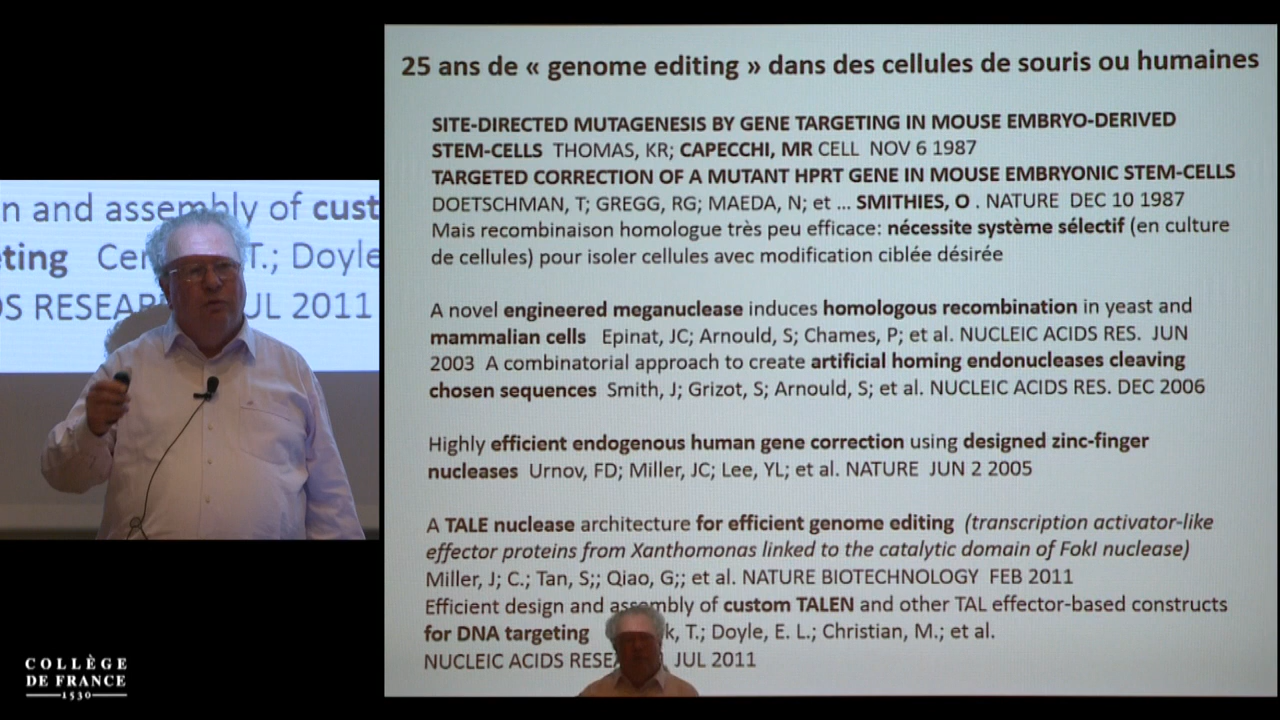 25 ans de « genome editing » dans des cellules de souris ou humaines
SITE-DIRECTED MUTAGENESIS BY GENE TARGETING IN MOUSE EMBRYO-DERIVED
STEM-CELLS THOMAS, KR; CAPECCHI, MR CELL NOV 6 1987
TARGETED CORRECTION OF A MUTANT HPRT GENE IN MOUSE EMBRYONIC STEM-CELLS
DOETSCHMAN, T; GREGG, RG; MAEDA, N; et ... SMITHIES, O . NATURE DEC 10 1987
Mais recombinaison homologue très peu efficace: nécessite système sélectif (en culture
de cellules) pour isoler cellules avec modification ciblée désirée
A novel engineered meganuclease induces homologous recombination in yeast and
mammalian cells Epinat, JC; Arnould, S; Chames, P; et al. NUCLEIC ACIDS RES. JUN
2003 A combinatorial approach to create artificial homing endonucleases cleaving
chosen sequences Smith, J; Grizot, S; Arnould, S; et al. NUCLEIC ACIDS RES. DEC 2006
Highly efficient endogenous human gene correction using designed zinc-finger
nucleases Urnov, FD; Miller, JC; Lee, YL; et al. NATURE JUN 2 2005
A TALE nuclease architecture for efficient genome editing (transcription activator-like
effector proteins from Xanthomonas linked to the catalytic domain of FokI nuclease)
Miller, J; C.; Tan, S;; Qiao, G;; et al. NATURE BIOTECHNOLOGY FEB 2011
Efficient design and assembly of custom TALEN and other TAL effector-based constructs
for DNA targeting k, T.; Doyle, E. L.; Christian, M.; et al.
NUCLEIC ACIDS RESEA JUL 2011
n and assembly of cust
ting Cer T.; Doyle
DS RESEAR UL 2011
COLLÈGE
DE FRANCE
1530